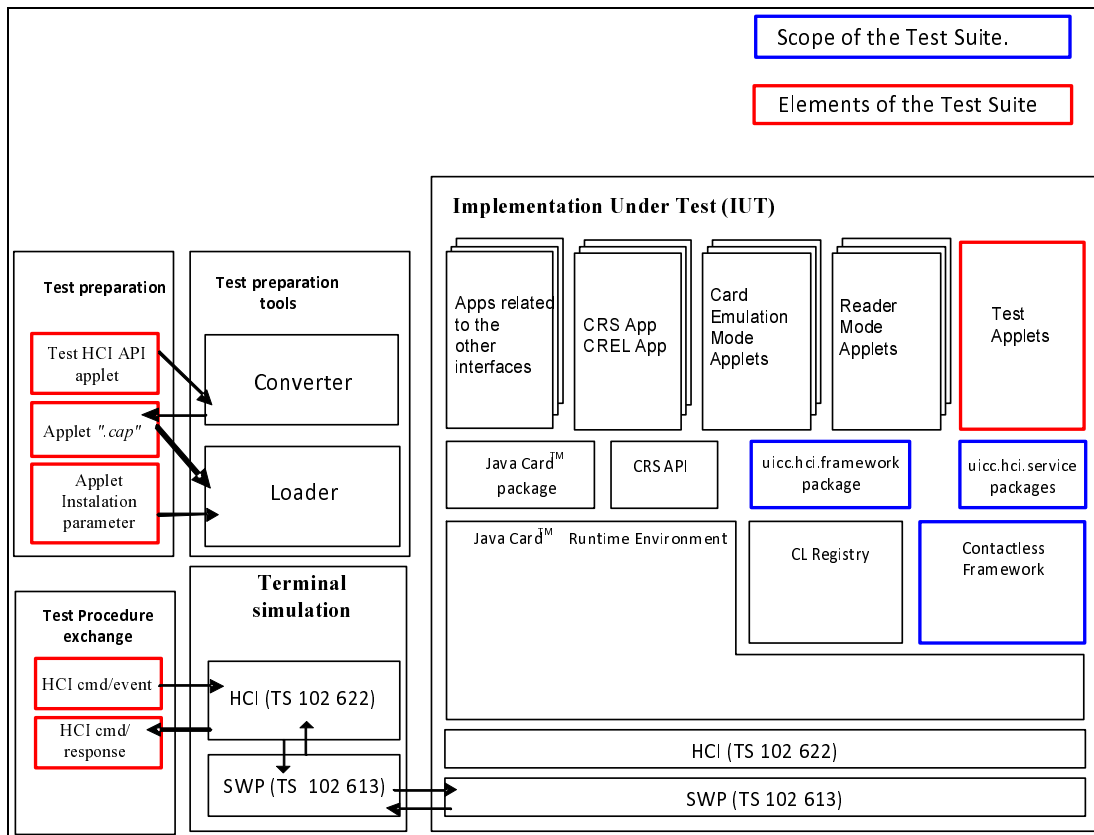 Scope of the Test Suite.
Elements of the Test Suite
Implementation Under Test (IUT)
Test preparation
Test preparation
tools
Apps related
to the
other
interfaces
CRS App
CREL App
Card
Emulation
Mode
Applets
Reader
Mode
Applets
Test
Applets
Test HCI API
applet
Converter
Applet ".cap"
Applet
Instalation
parameter
Loader
Java Card™
package
CRS API
uicc.hci.framework
package
uicc.hci.service
packages
Java Card™ Runtime Environment
CL Registry
Contactless
Framework
Terminal
simulation
Test Procedure
exchange
HCI cmd/event
HCI cmd/
response
HCI (TS 102 622)
SWP (TS 102 613)
HCI (TS 102 622)
SWP (TS 102 613)